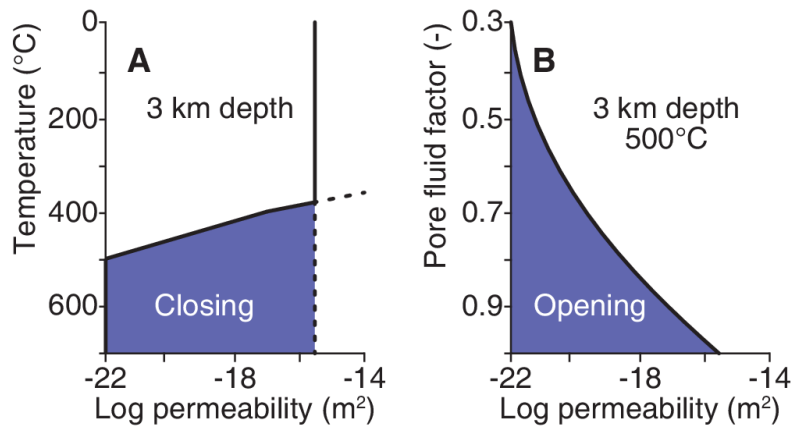 A
Temperature (°C)
0
200
400
600
3 km depth
Closing
-22
-18
-14
Log permeability (m²)
B
Pore fluid factor (-)
0.3
0.5
0.7
0.9
3 km depth
500°C
Opening
-22
-18
-14
Log permeability (m²)